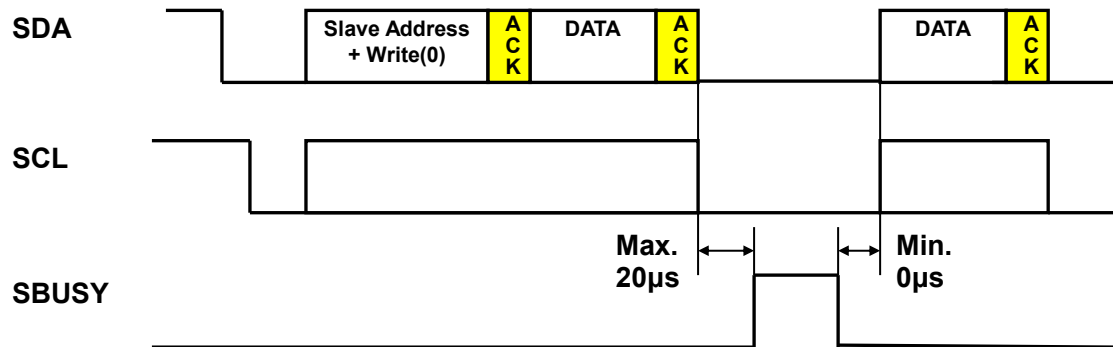 SDA
Slave Address
+ Write(0)
A
C
K
DATA
A
C
K
DATA
A
C
K
SCL
Max.
20µs
Min.
0µs
SBUSY